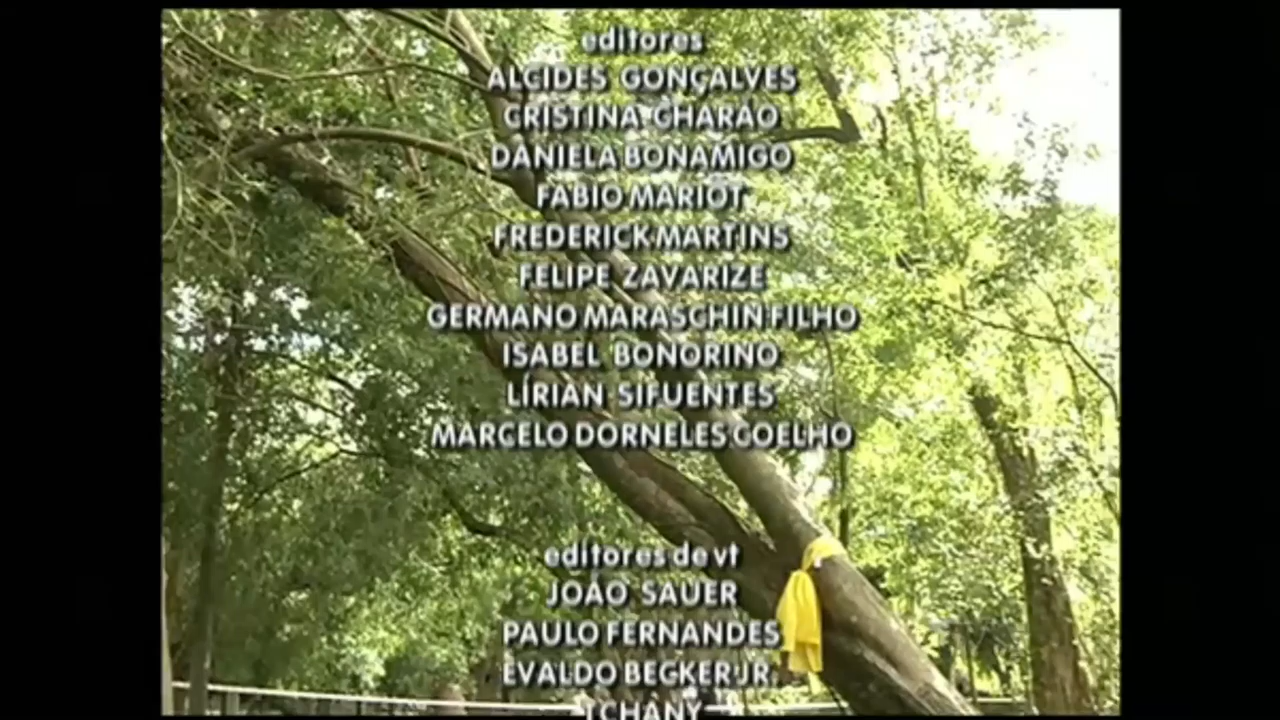 editores
ALCIDES GONÇALVES
CRISTINA CHARÃO
DANIELA BONAMIGO
FABIO MARIOT
FREDERICK MARTINS
FELIPE ZAVARIZE
GERMANO MARASCHIN FILHO
ISABEL BONORINO
LÍRIAN SIFUENTES
MARCELO DORNELES COELHO
editores de vt
JOÃO SAUER
PAULO FERNANDES
EVALDO BECKER JR.
TCHANY